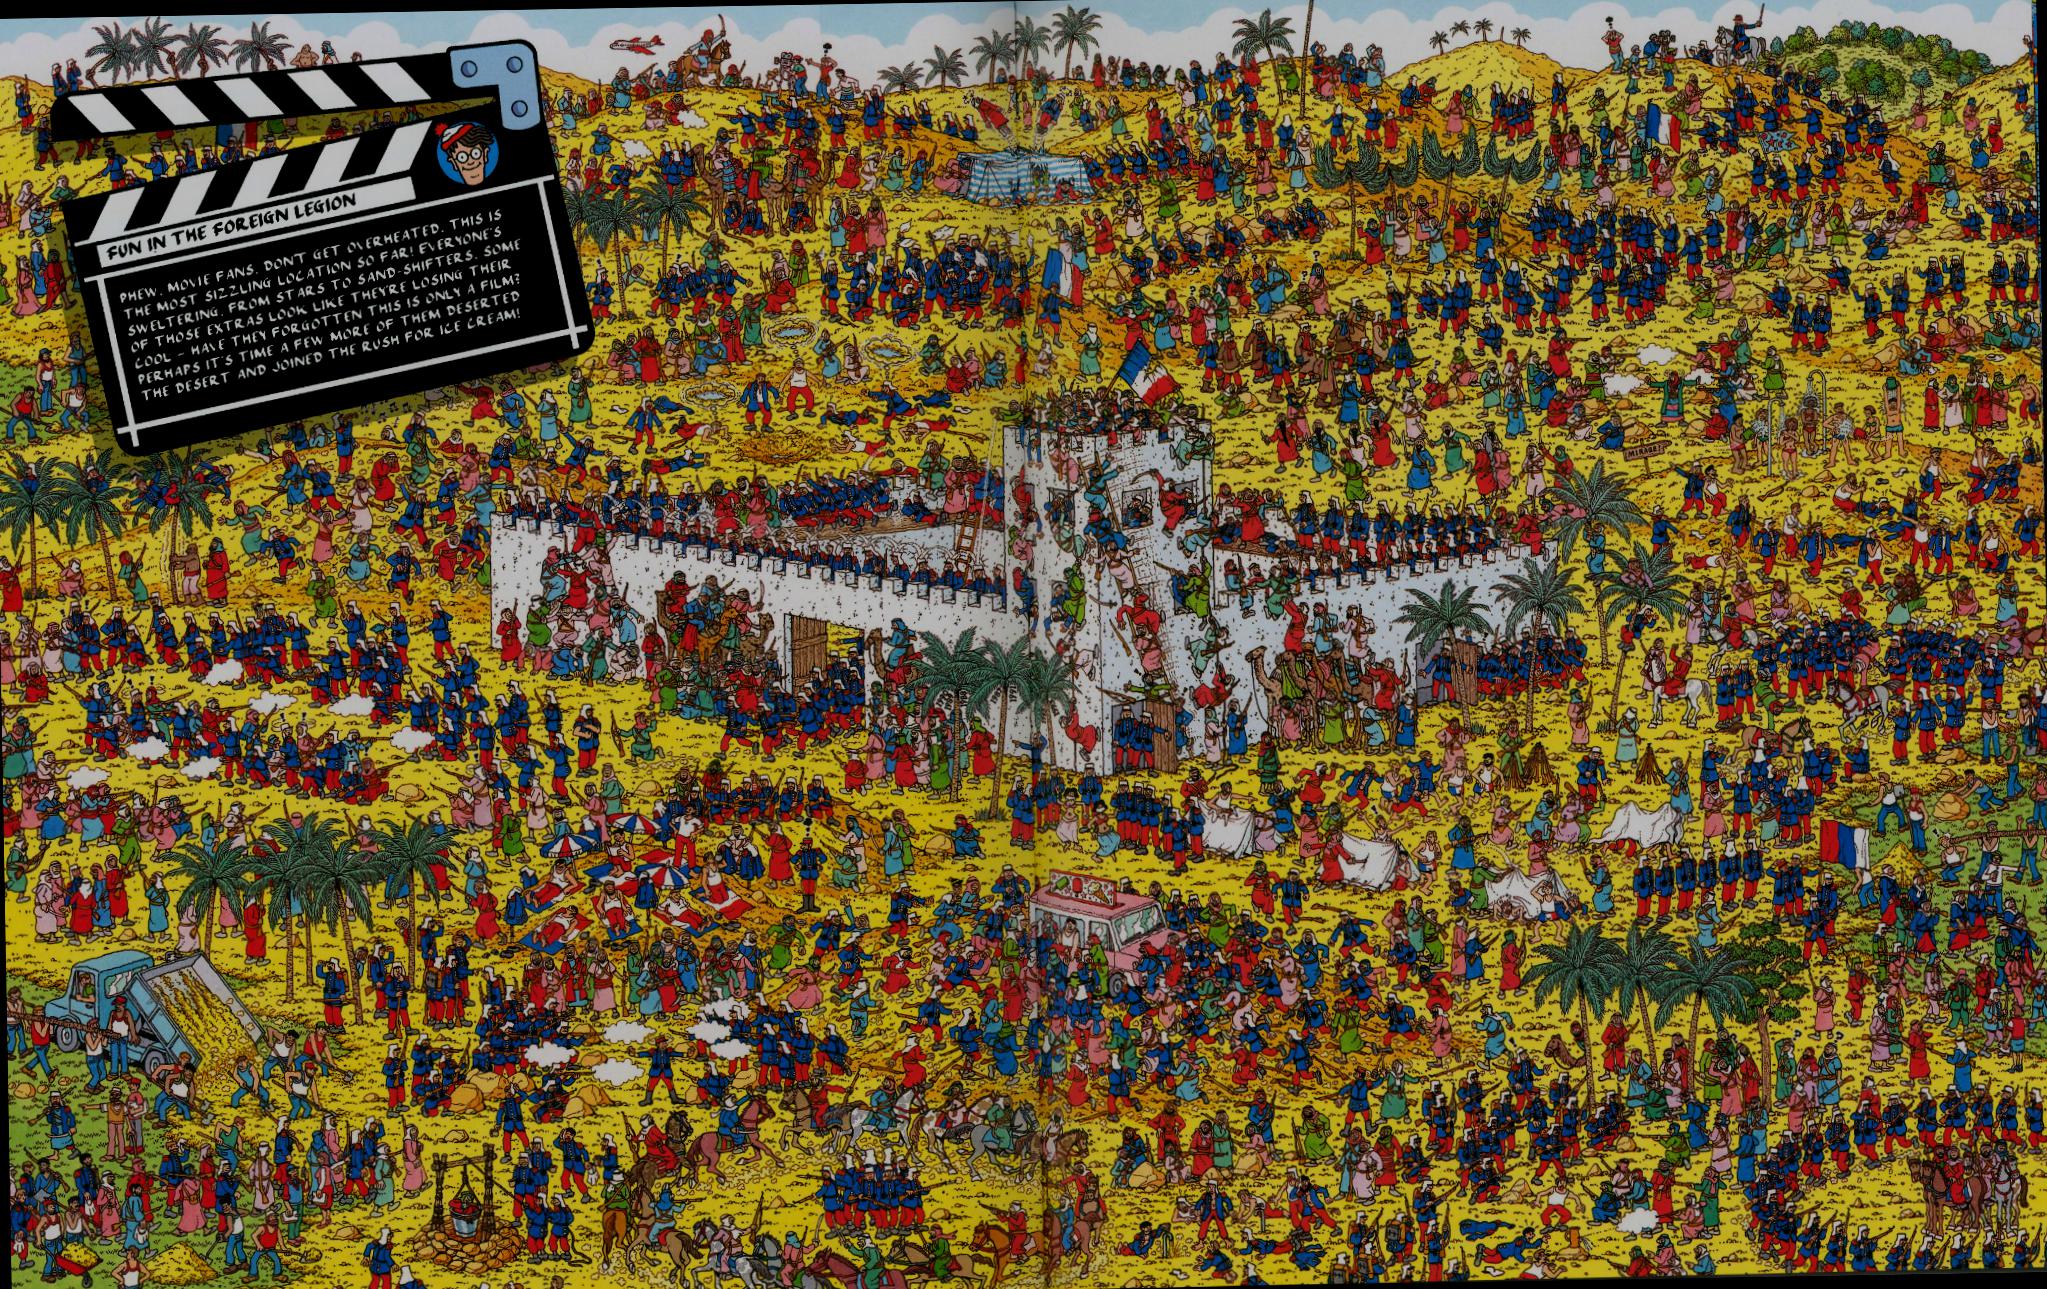 FUN IN THE FOREIGN LEGION
PHEW, MOVIE FANS, DON'T GET OVERHEATED. THIS IS
THE MOST SIZZLING LOCATION SO FAR! EVERYONE'S
SWELTERING, FROM STARS TO SAND-SHIFTERS. SOME
OF THOSE EXTRAS LOOK LIKE THEY'RE LOSING THEIR
COOL - HAVE THEY FORGOTTEN THIS IS ONLY A FILM?
PERHAPS IT'S TIME A FEW MORE OF THEM DESERTED
THE DESERT AND JOINED THE RUSH FOR ICE CREAM!
MIRAGE